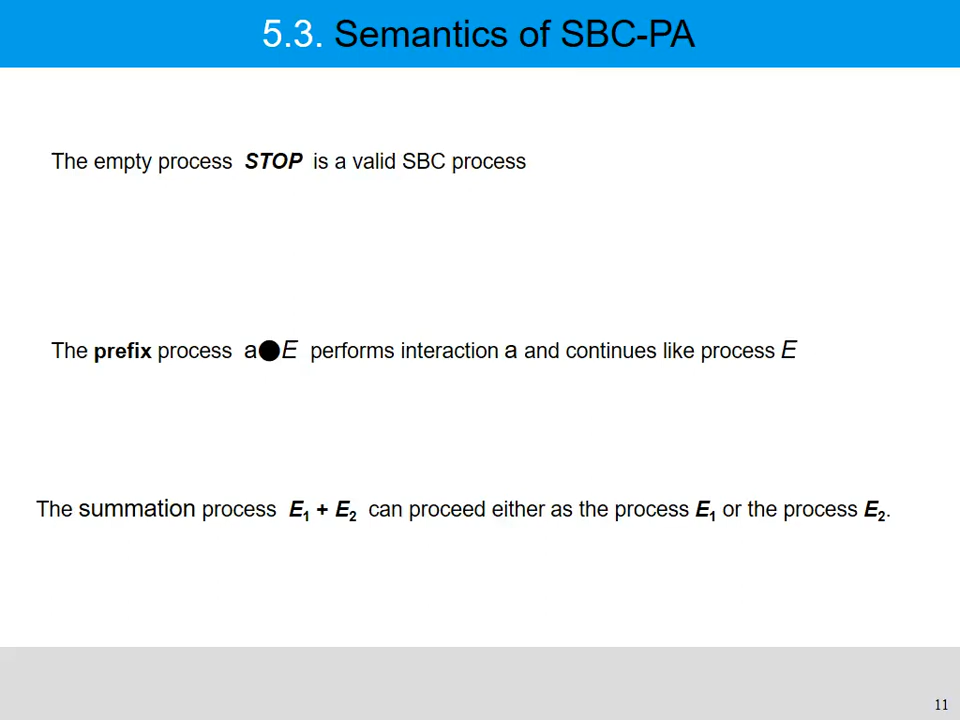 5.3. Semantics of SBC-PA
The empty process STOP is a valid SBC process
The prefix process a●E performs interaction a and continues like process E
The summation process E₁ + E₂ can proceed either as the process E₁ or the process E₂.
11